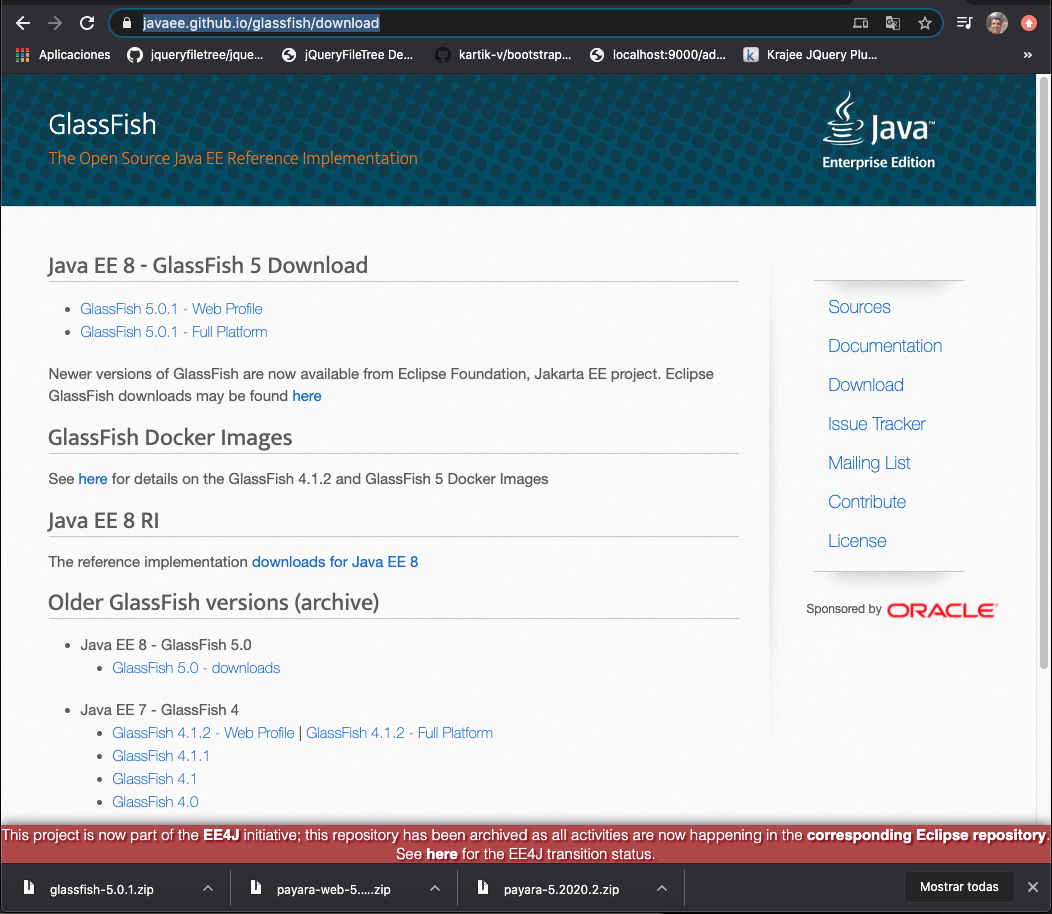 javaee.github.io/glassfish/download
Aplicaciones
jqueryfiletree/jque...
jQueryFileTree De...
kartik-v/bootstrap...
localhost:9000/ad...
k
Krajee JQuery Plu...
»
GlassFish
The Open Source Java EE Reference Implementation
Java™
Enterprise Edition
Java EE 8 - GlassFish 5 Download
GlassFish 5.0.1 - Web Profile
GlassFish 5.0.1 - Full Platform
Newer versions of GlassFish are now available from Eclipse Foundation, Jakarta EE project. Eclipse
GlassFish downloads may be found here
GlassFish Docker Images
See here for details on the GlassFish 4.1.2 and GlassFish 5 Docker Images
Java EE 8 RI
The reference implementation downloads for Java EE 8
Older GlassFish versions (archive)
Java EE 8 - GlassFish 5.0
GlassFish 5.0 - downloads
Java EE 7 - GlassFish 4
GlassFish 4.1.2 - Web Profile | GlassFish 4.1.2 - Full Platform
GlassFish 4.1.1
GlassFish 4.1
GlassFish 4.0
Sources
Documentation
Download
Issue Tracker
Mailing List
Contribute
License
Sponsored by ORACLE
This project is now part of the EE4J initiative; this repository has been archived as all activities are now happening in the corresponding Eclipse repository.
See here for the EE4J transition status.
glassfish-5.0.1.zip
payara-web-5.....zip
payara-5.2020.2.zip
Mostrar todas